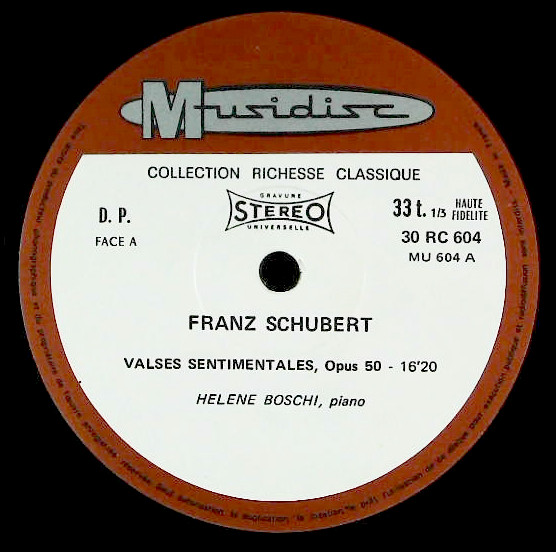 Musidisc
COLLECTION RICHESSE CLASSIQUE
D. P.
FACE A
GRAVURE
STEREO
UNIVERSELLE
33 t. 1/3 HAUTE FIDELITE
30 RC 604
MU 604 A
FRANZ SCHUBERT
VALSES SENTIMENTALES, Opus 50 - 16'20
HELENE BOSCHI, piano